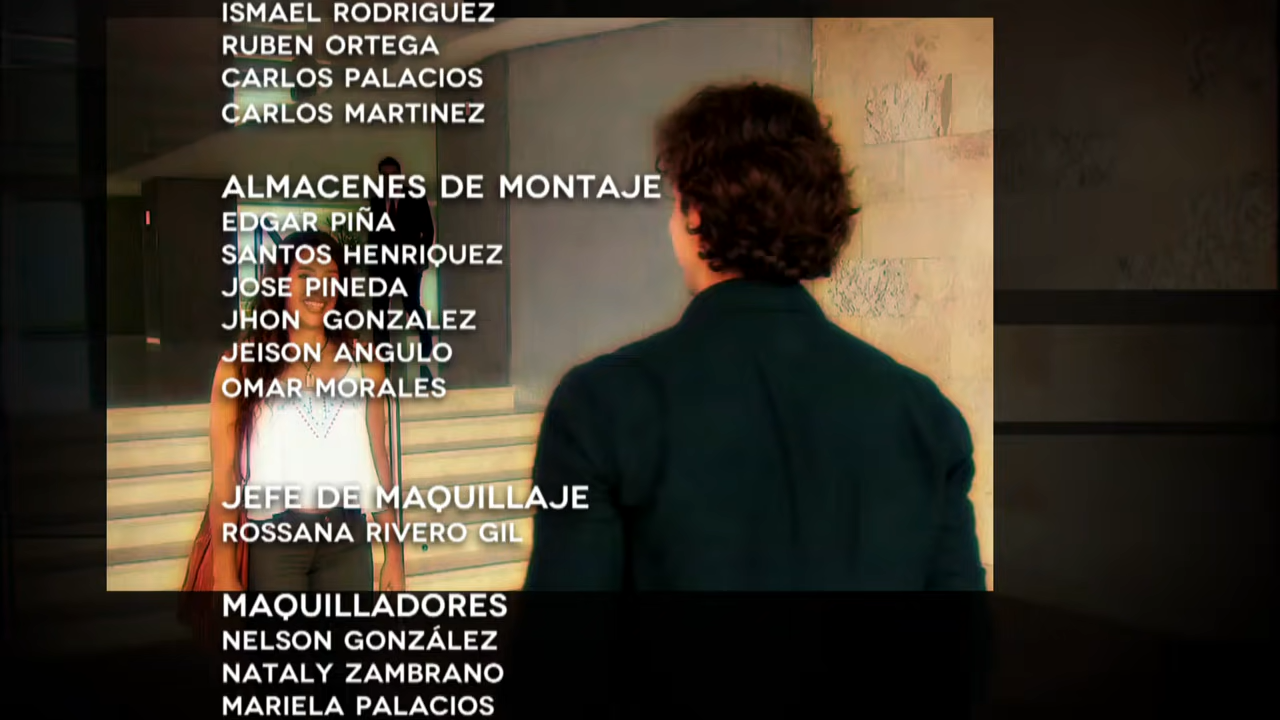 ISMAEL RODRIGUEZ
RUBEN ORTEGA
CARLOS PALACIOS
CARLOS MARTINEZ
ALMACENES DE MONTAJE
EDGAR PIÑA
SANTOS HENRIQUEZ
JOSE PINEDA
JHON GONZALEZ
JEISON ANGULO
OMAR MORALES
JEFE DE MAQUILLAJE
ROSSANA RIVERO GIL
MAQUILLADORES
NELSON GONZÁLEZ
NATALY ZAMBRANO
MARIELA PALACIOS